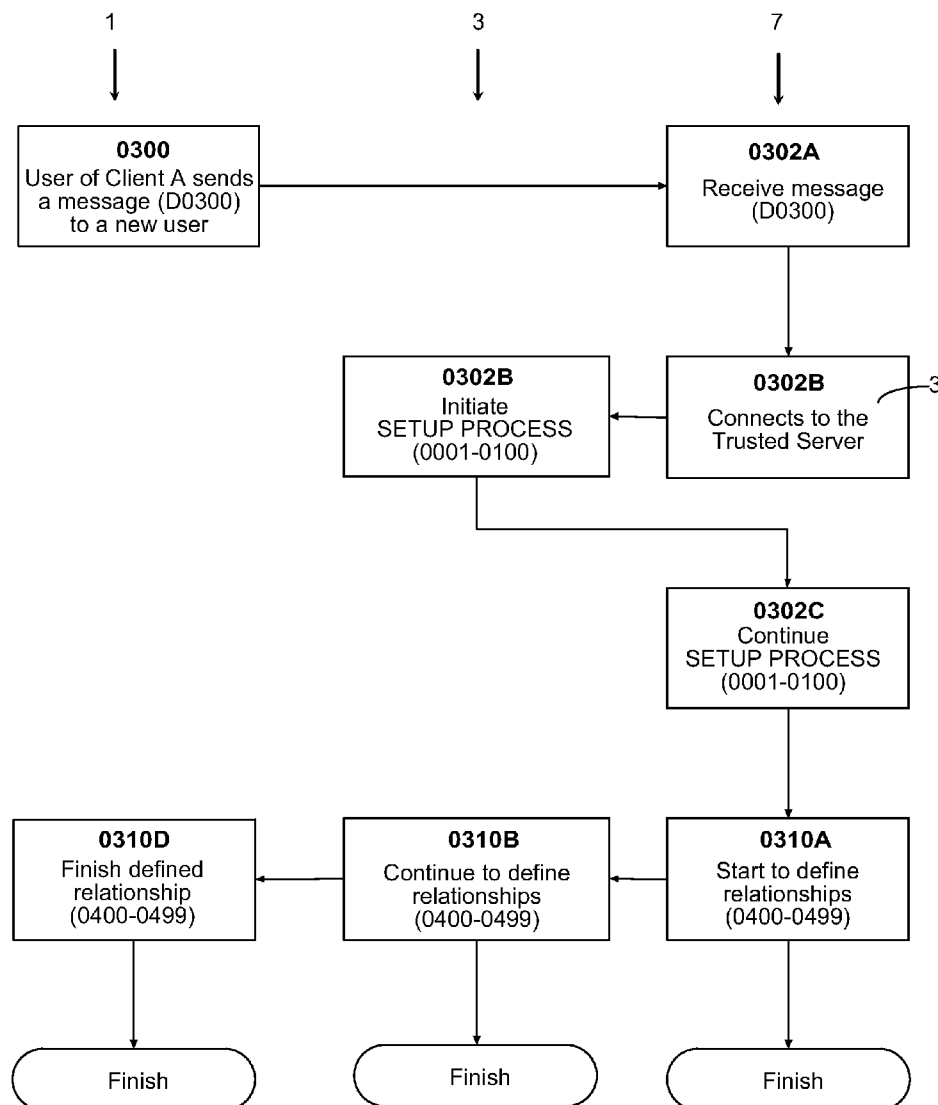 1
3
7
0300
User of Client A sends
a message (D0300)
to a new user
0302A
Receive message
(D0300)
0302B
Initiate
SETUP PROCESS
(0001-0100)
0302B
Connects to the
Trusted Server
3
0302C
Continue
SETUP PROCESS
(0001-0100)
0310D
Finish defined
relationship
(0400-0499)
0310B
Continue to define
relationships
(0400-0499)
0310A
Start to define
relationships
(0400-0499)
Finish
Finish
Finish